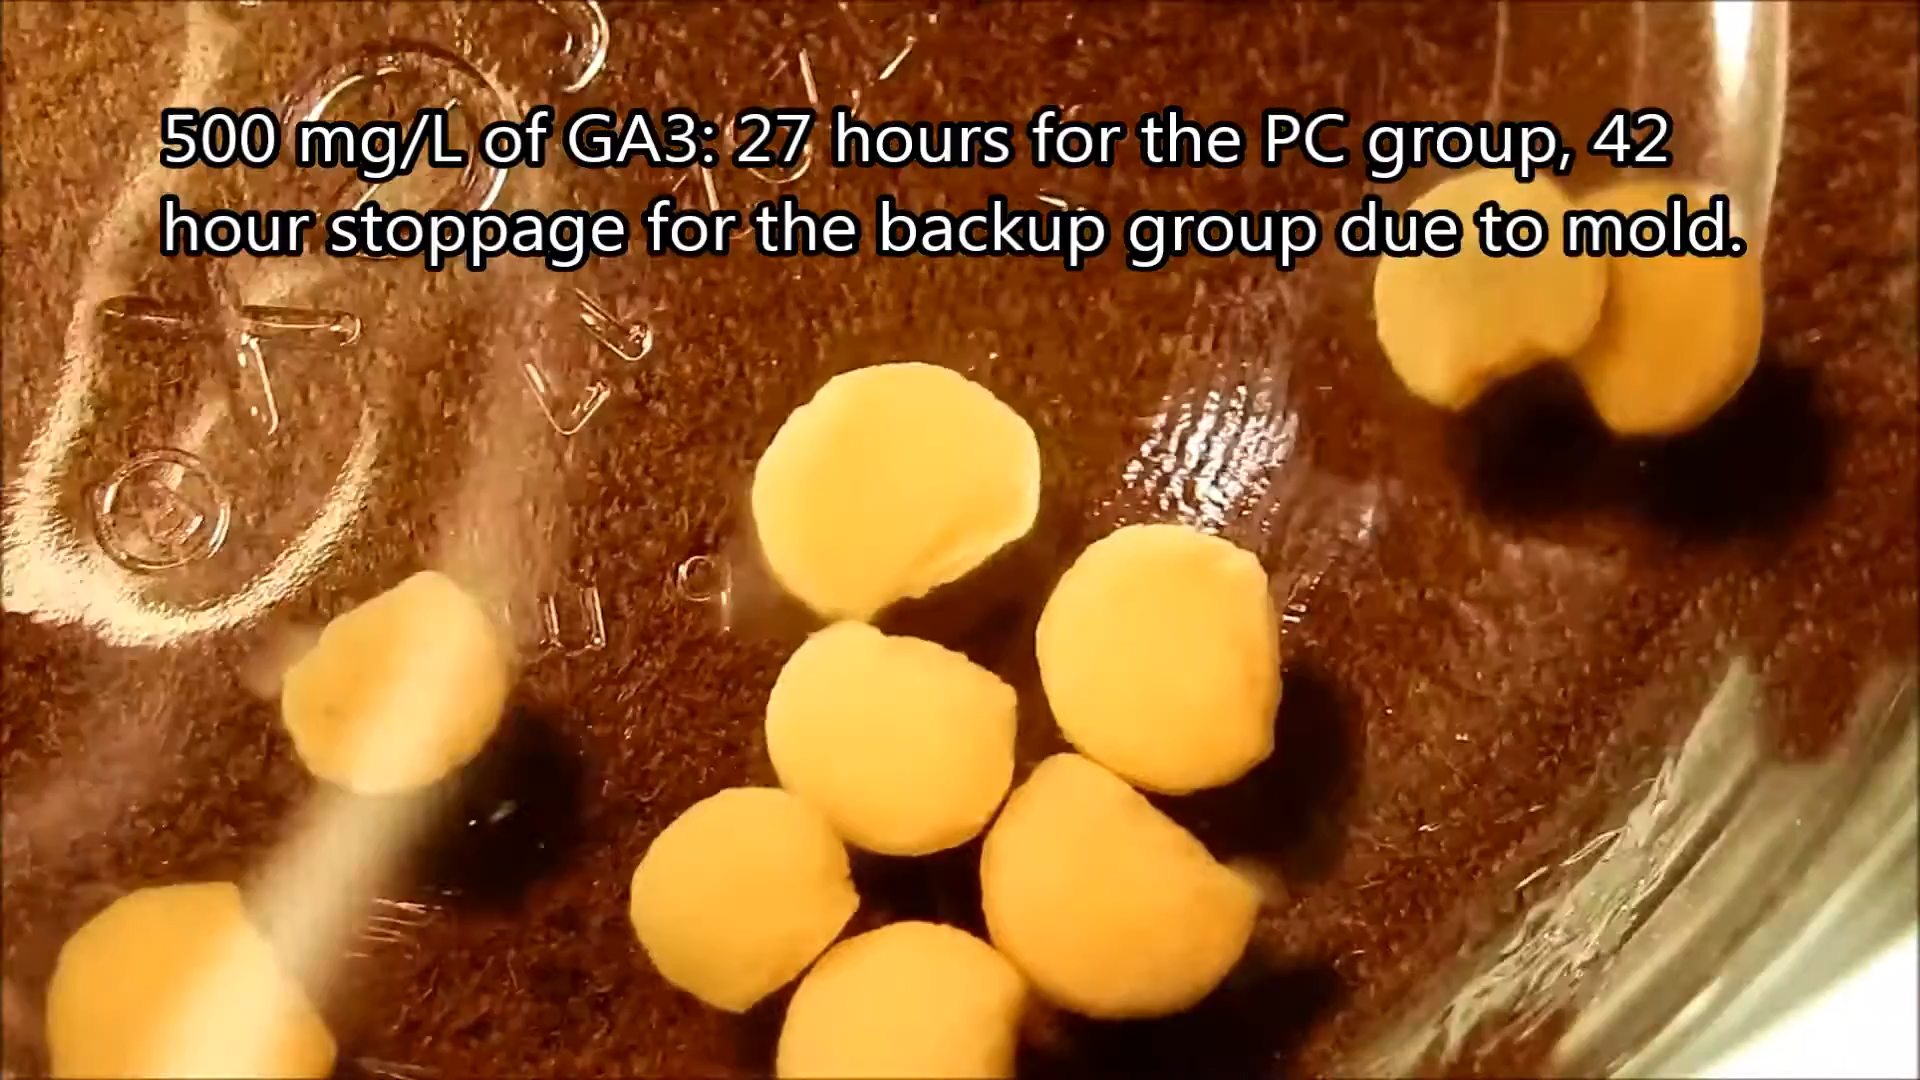 500 mg/L of GA3: 27 hours for the PC group, 42
hour stoppage for the backup group due to mold.